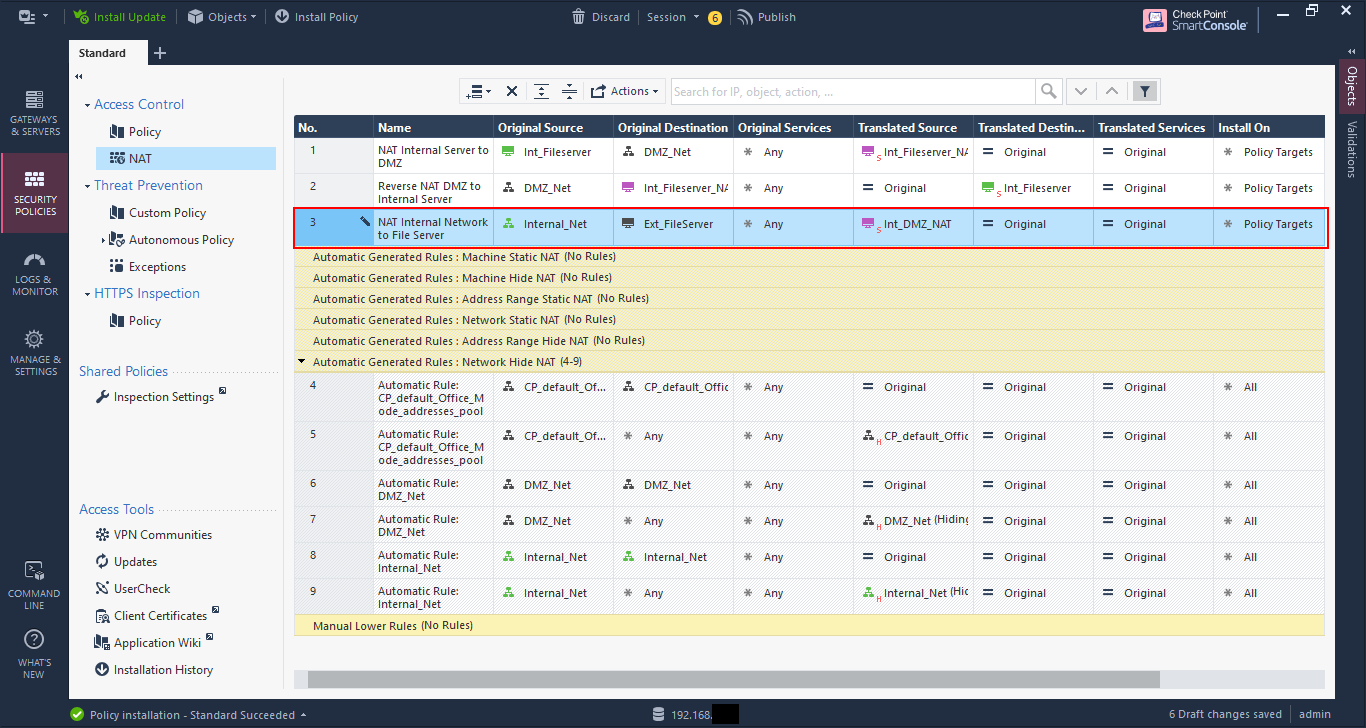 Install Update
Objects
Install Policy
Discard
Session
6
Publish
Check Point
SmartConsole
Standard
GATEWAYS
& SERVERS
SECURITY
POLICIES
LOGS &
MONITOR
MANAGE &
SETTINGS
COMMAND
LINE
WHAT'S
NEW
Access Control
Policy
NAT
Threat Prevention
Custom Policy
Autonomous Policy
Exceptions
HTTPS Inspection
Policy
Shared Policies
Inspection Settings
Access Tools
VPN Communities
Updates
UserCheck
Client Certificates
Application Wiki
Installation History
Actions
Search for IP, object, action, ...
No. Name Original Source Original Destination Original Services Translated Source Translated Destin... Translated Services Install On
1 NAT Internal Server to Int_Fileserver DMZ_Net Any S Int_Fileserver_NA Original Original Policy Targets
DMZ
2 Reverse NAT DMZ to DMZ_Net Int_Fileserver_NA Any Original S Int_Fileserver Original Policy Targets
Internal Server
3 NAT Internal Network Internal_Net Ext_FileServer Any S Int_DMZ_NAT Original Original Policy Targets
to File Server
Automatic Generated Rules : Machine Static NAT (No Rules)
Automatic Generated Rules : Machine Hide NAT (No Rules)
Automatic Generated Rules : Address Range Static NAT (No Rules)
Automatic Generated Rules : Network Static NAT (No Rules)
Automatic Generated Rules : Address Range Hide NAT (No Rules)
Automatic Generated Rules : Network Hide NAT (4-9)
4 Automatic Rule: CP_default_Of... CP_default_Offic Any Original Original Original All
CP_default_Office_M
ode_addresses_pool
5 Automatic Rule: CP_default_Of... Any Any H CP_default_Offic Original Original All
CP_default_Office_M
ode_addresses_pool
6 Automatic Rule: DMZ_Net DMZ_Net Any Original Original Original All
DMZ_Net
7 Automatic Rule: DMZ_Net Any Any H DMZ_Net (Hiding Original Original All
DMZ_Net
8 Automatic Rule: Internal_Net Internal_Net Any Original Original Original All
Internal_Net
9 Automatic Rule: Internal_Net Any Any H Internal_Net (Hid Original Original All
Internal_Net
Manual Lower Rules (No Rules)
Objects
Validations
Policy installation - Standard Succeeded
192.168.
6 Draft changes saved
admin